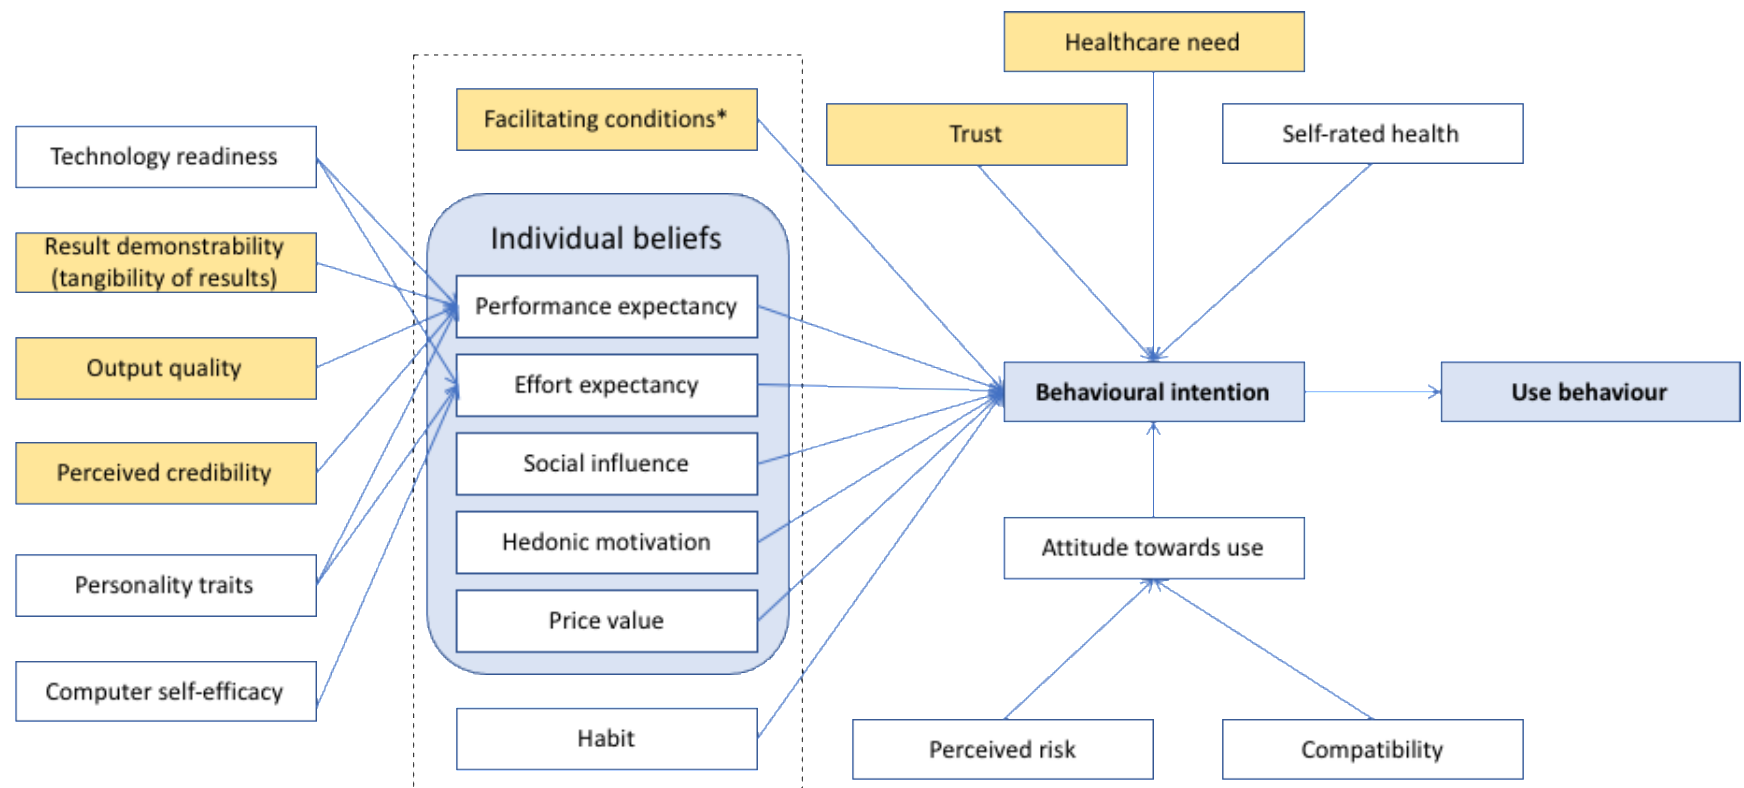 Healthcare need
Facilitating conditions*
Trust
Self-rated health
Technology readiness
Result demonstrability
(tangibility of results)
Output quality
Perceived credibility
Personality traits
Computer self-efficacy
Individual beliefs
Performance expectancy
Effort expectancy
Social influence
Hedonic motivation
Price value
Habit
Behavioural intention
Use behaviour
Attitude towards use
Perceived risk
Compatibility